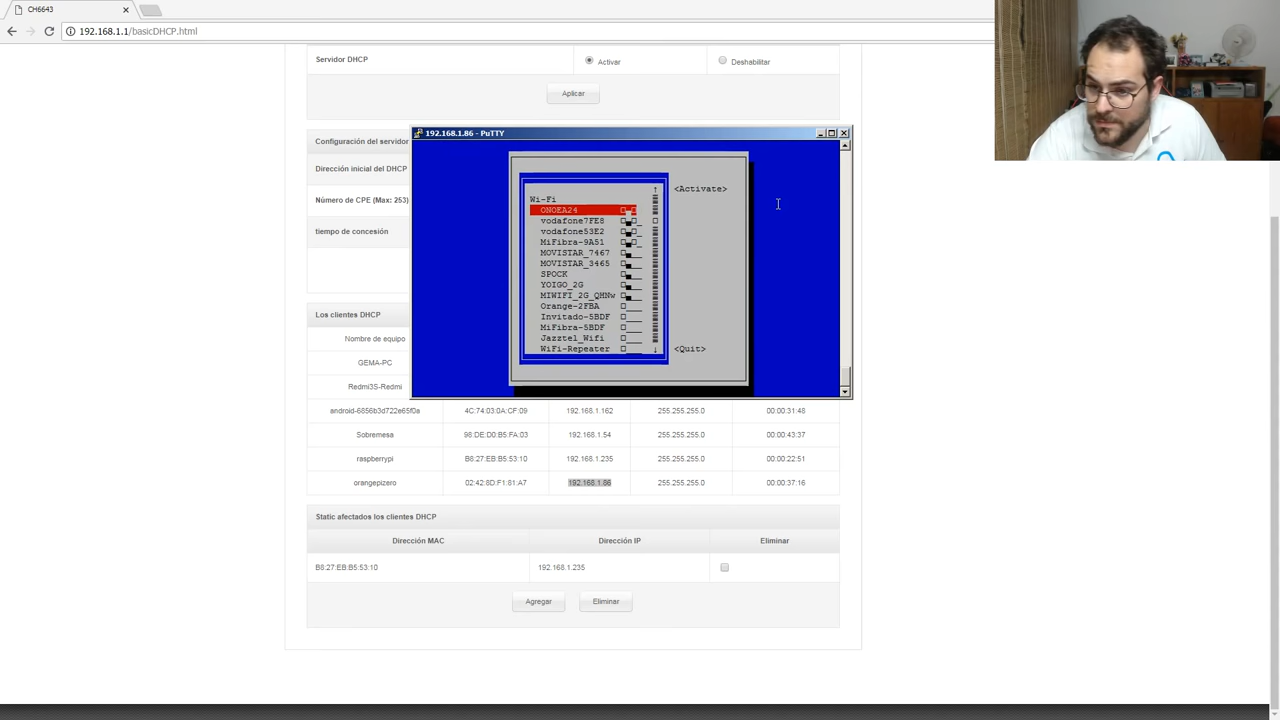 CH6643
192.168.1.1/basicDHCP.html
Servidor DHCP
Activar
Deshabilitar
Aplicar
Configuración del servidor
Dirección inicial del DHCP
Número de CPE (Max: 253)
tiempo de concesión
192.168.1.86 - PuTTY
<Activate>
Wi-Fi
ONOEA24
vodafone7FE8
vodafone53E2
MiFibra-9A51
MOVISTAR_7467
MOVISTAR_3465
SPOCK
YOIGO_2G
MIWIFI_2G_QHNw
Orange-2FBA
Invitado-5BDF
MiFibra-5BDF
Jazztel_Wifi
WiFi-Repeater
<Quit>
Los clientes DHCP
Nombre de equipo
GEMA-PC
Redmi3S-Redmi
android-6856b3d722e65f0a 4C:74:03:0A:CF:09 192.168.1.162 255.255.255.0 00:00:31:48
Sobremesa 98:DE:D0:B5:FA:03 192.168.1.54 255.255.255.0 00:00:43:37
raspberrypi B8:27:EB:B5:53:10 192.168.1.235 255.255.255.0 00:00:22:51
orangepizero 02:42:8D:F1:81:A7 192.168.1.86 255.255.255.0 00:00:37:16
Static afectados los clientes DHCP
Dirección MAC Dirección IP Eliminar
B8:27:EB:B5:53:10 192.168.1.235
Agregar Eliminar